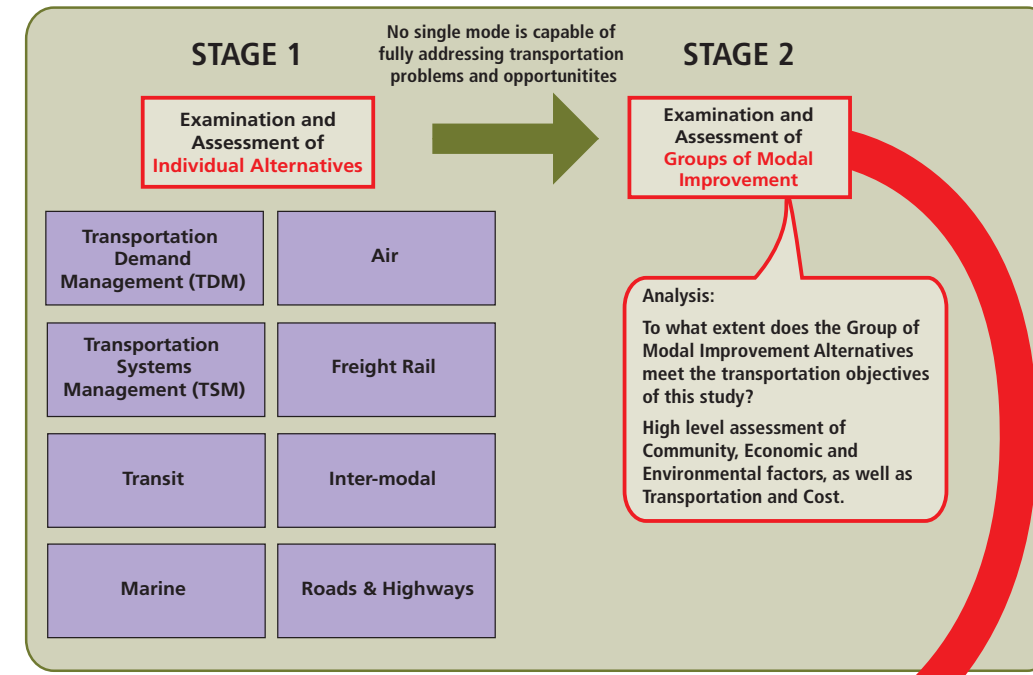 STAGE 1
No single mode is capable of
fully addressing transportation
problems and opportunitites
STAGE 2
Examination and
Assessment of
Individual Alternatives
Examination and
Assessment of
Groups of Modal
Improvement
Transportation
Demand
Management (TDM)
Air
Transportation
Systems
Management (TSM)
Freight Rail
Transit
Inter-modal
Marine
Roads & Highways
Analysis:
To what extent does the Group of
Modal Improvement Alternatives
meet the transportation objectives
of this study?
High level assessment of
Community, Economic and
Environmental factors, as well as
Transportation and Cost.